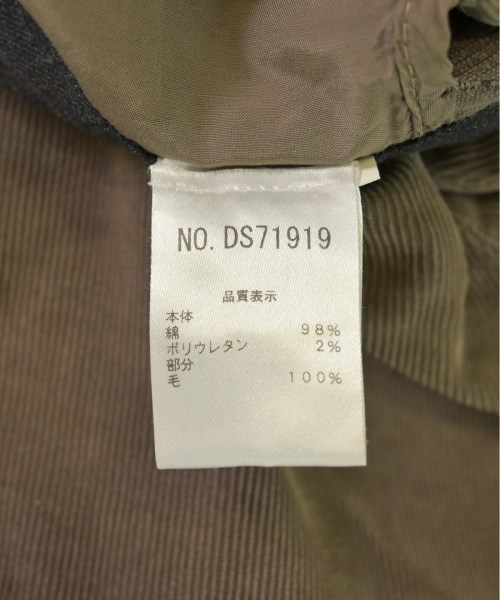 NO. DS71919
品質表示
本体
綿 98%
ポリウレタン 2%
部分
毛 100%